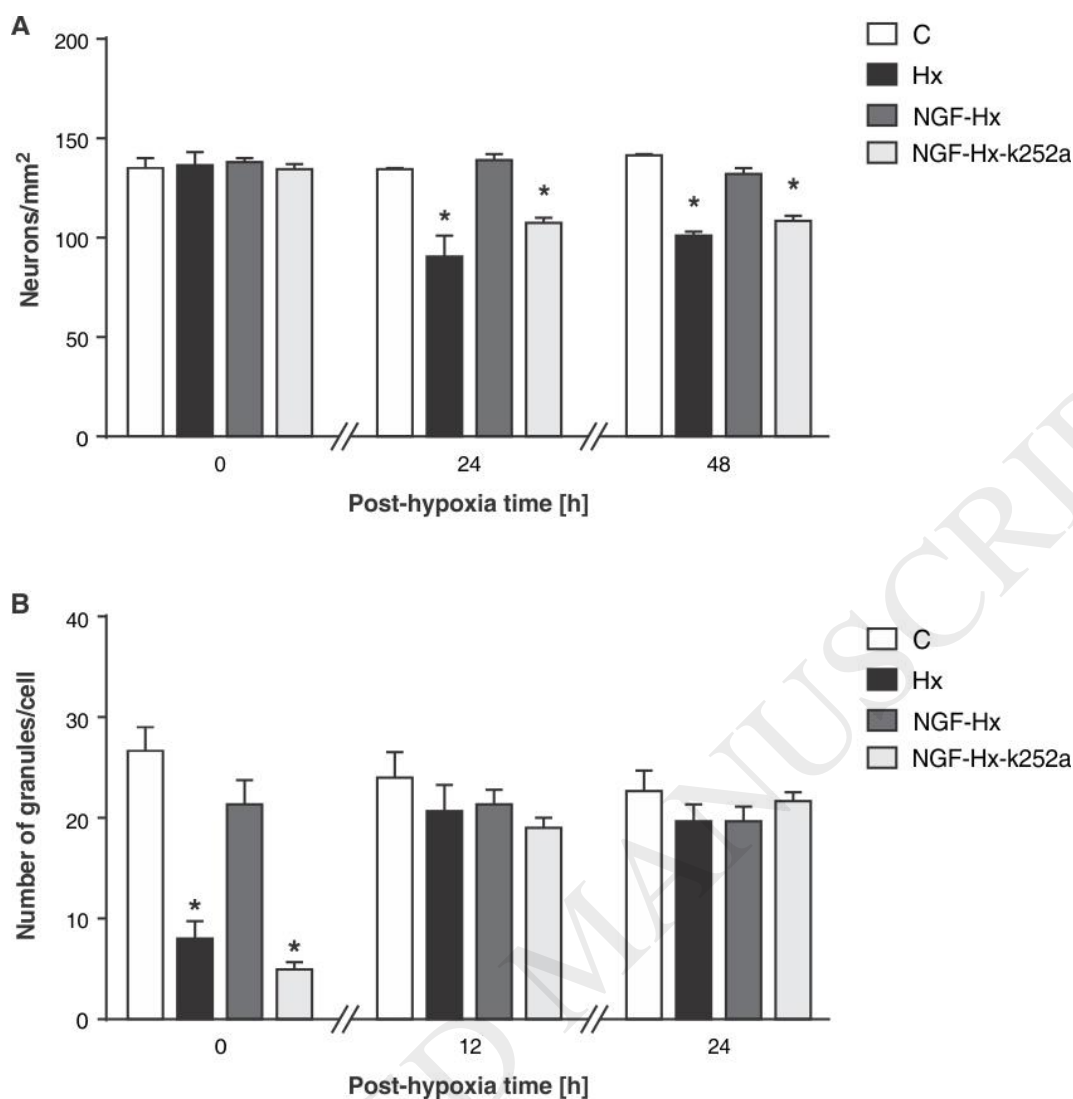 A
200
150
100
50
0
Neurons/mm²
* * * *
0 24 48
Post-hypoxia time [h]
C
Hx
NGF-Hx
NGF-Hx-k252a
B
40
30
20
10
0
Number of granules/cell
* *
0 12 24
Post-hypoxia time [h]
C
Hx
NGF-Hx
NGF-Hx-k252a
D MANUSCRI